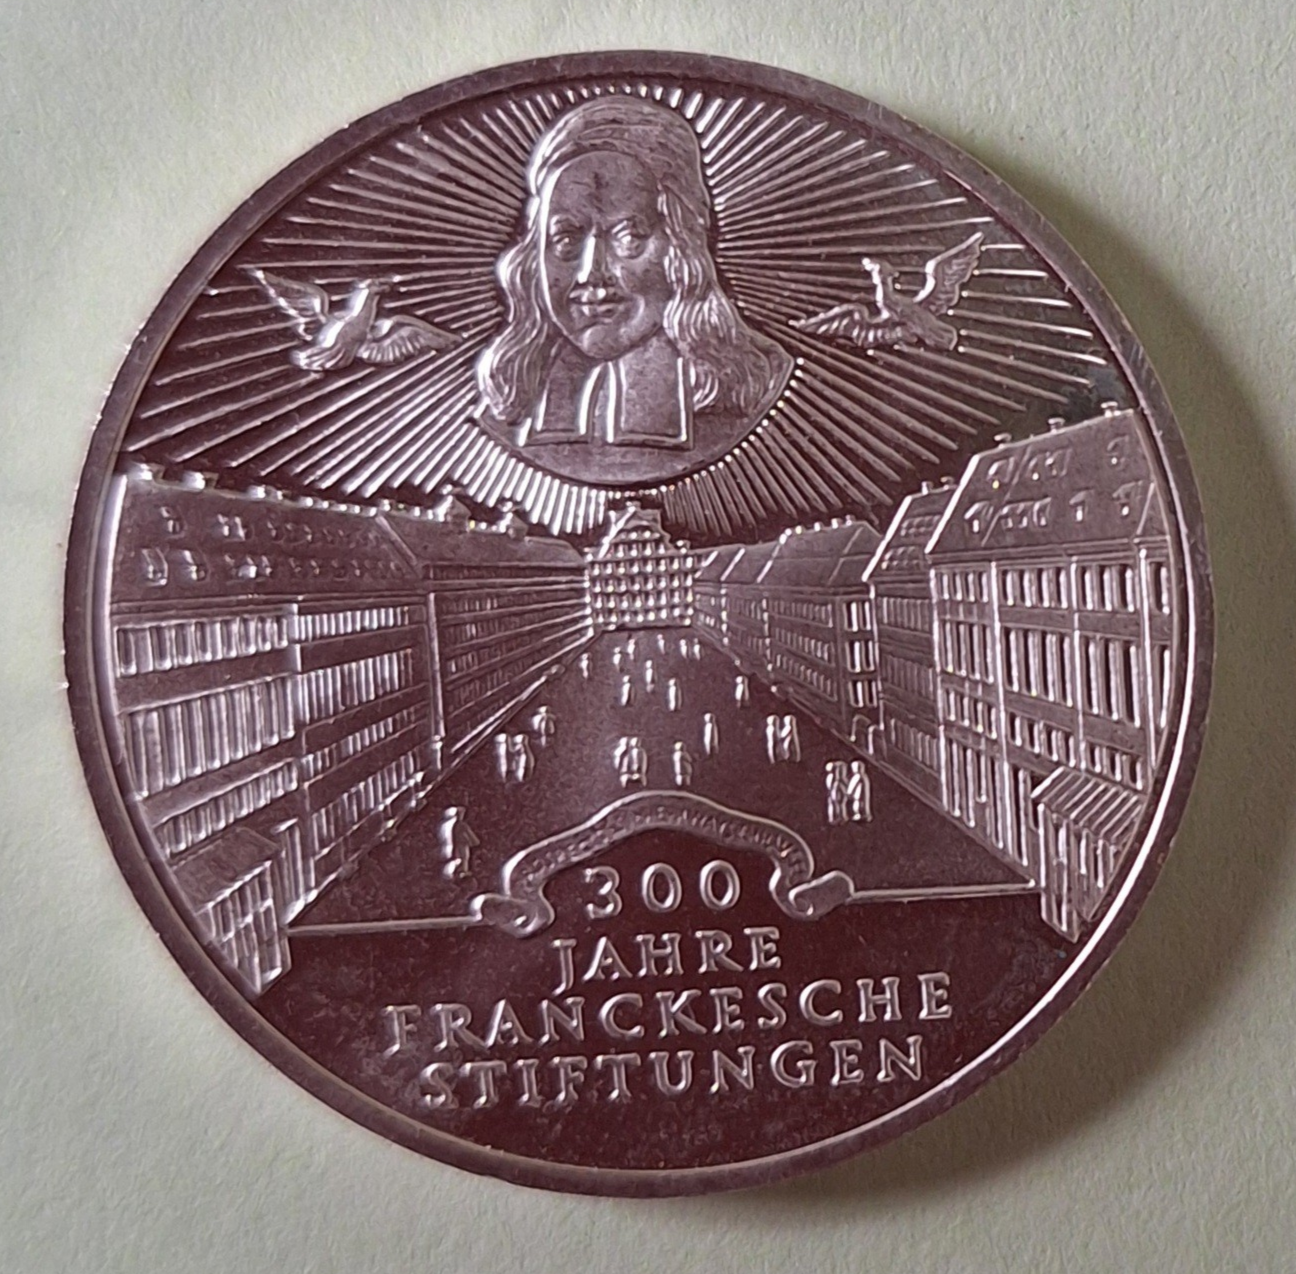 300
JAHRE
FRANCKESCHE
STIFTUNGEN